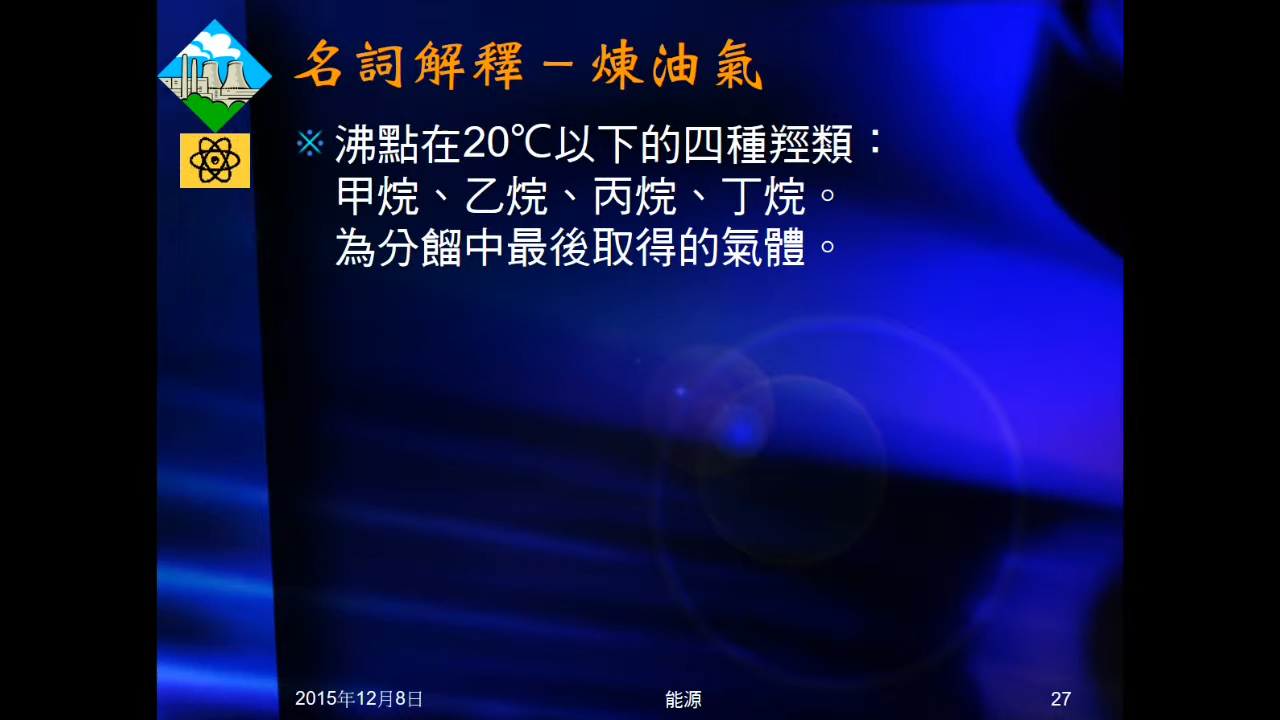 名詞解釋－煉油氣
※沸點在20℃以下的四種羥類：
甲烷、乙烷、丙烷、丁烷。
為分餾中最後取得的氣體。
2015年12月8日
能源
27